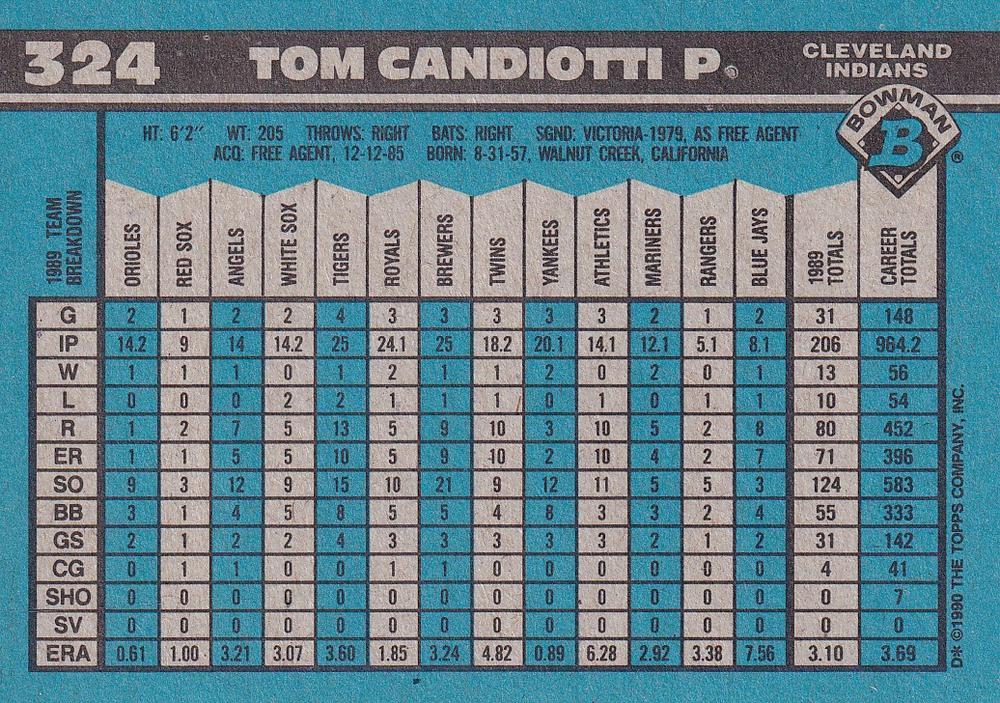 324 TOM CANDIOTTI P. CLEVELAND INDIANS
BOWMAN
B
®
HT: 6'2" WT: 205 THROWS: RIGHT BATS: RIGHT SGND: VICTORIA-1979, AS FREE AGENT
ACQ: FREE AGENT, 12-12-85 BORN: 8-31-57, WALNUT CREEK, CALIFORNIA
1989 TEAM BREAKDOWN ORIOLES RED SOX ANGELS WHITE SOX TIGERS ROYALS BREWERS TWINS YANKEES ATHLETICS MARINERS RANGERS BLUE JAYS 1989 TOTALS CAREER TOTALS
G 2 1 2 2 4 3 3 3 3 3 2 1 2 31 148
IP 14.2 9 14 14.2 25 24.1 25 18.2 20.1 14.1 12.1 5.1 8.1 206 964.2
W 1 1 1 0 1 2 1 1 2 0 2 0 1 13 56
L 0 0 0 2 2 1 1 1 0 1 0 1 1 10 54
R 1 2 7 5 13 5 9 10 3 10 5 2 8 80 452
ER 1 1 5 5 10 5 9 10 2 10 4 2 7 71 396
SO 9 3 12 9 15 10 21 9 12 11 5 5 3 124 583
BB 3 1 4 5 8 5 5 4 8 3 3 2 4 55 333
GS 2 1 2 2 4 3 3 3 3 3 2 1 2 31 142
CG 0 1 1 0 0 1 1 0 0 0 0 0 0 4 41
SHO 0 0 0 0 0 0 0 0 0 0 0 0 0 0 7
SV 0 0 0 0 0 0 0 0 0 0 0 0 0 0 0
ERA 0.61 1.00 3.21 3.07 3.60 1.85 3.24 4.82 0.89 6.28 2.92 3.38 7.56 3.10 3.69
D* ©1990 THE TOPPS COMPANY, INC.